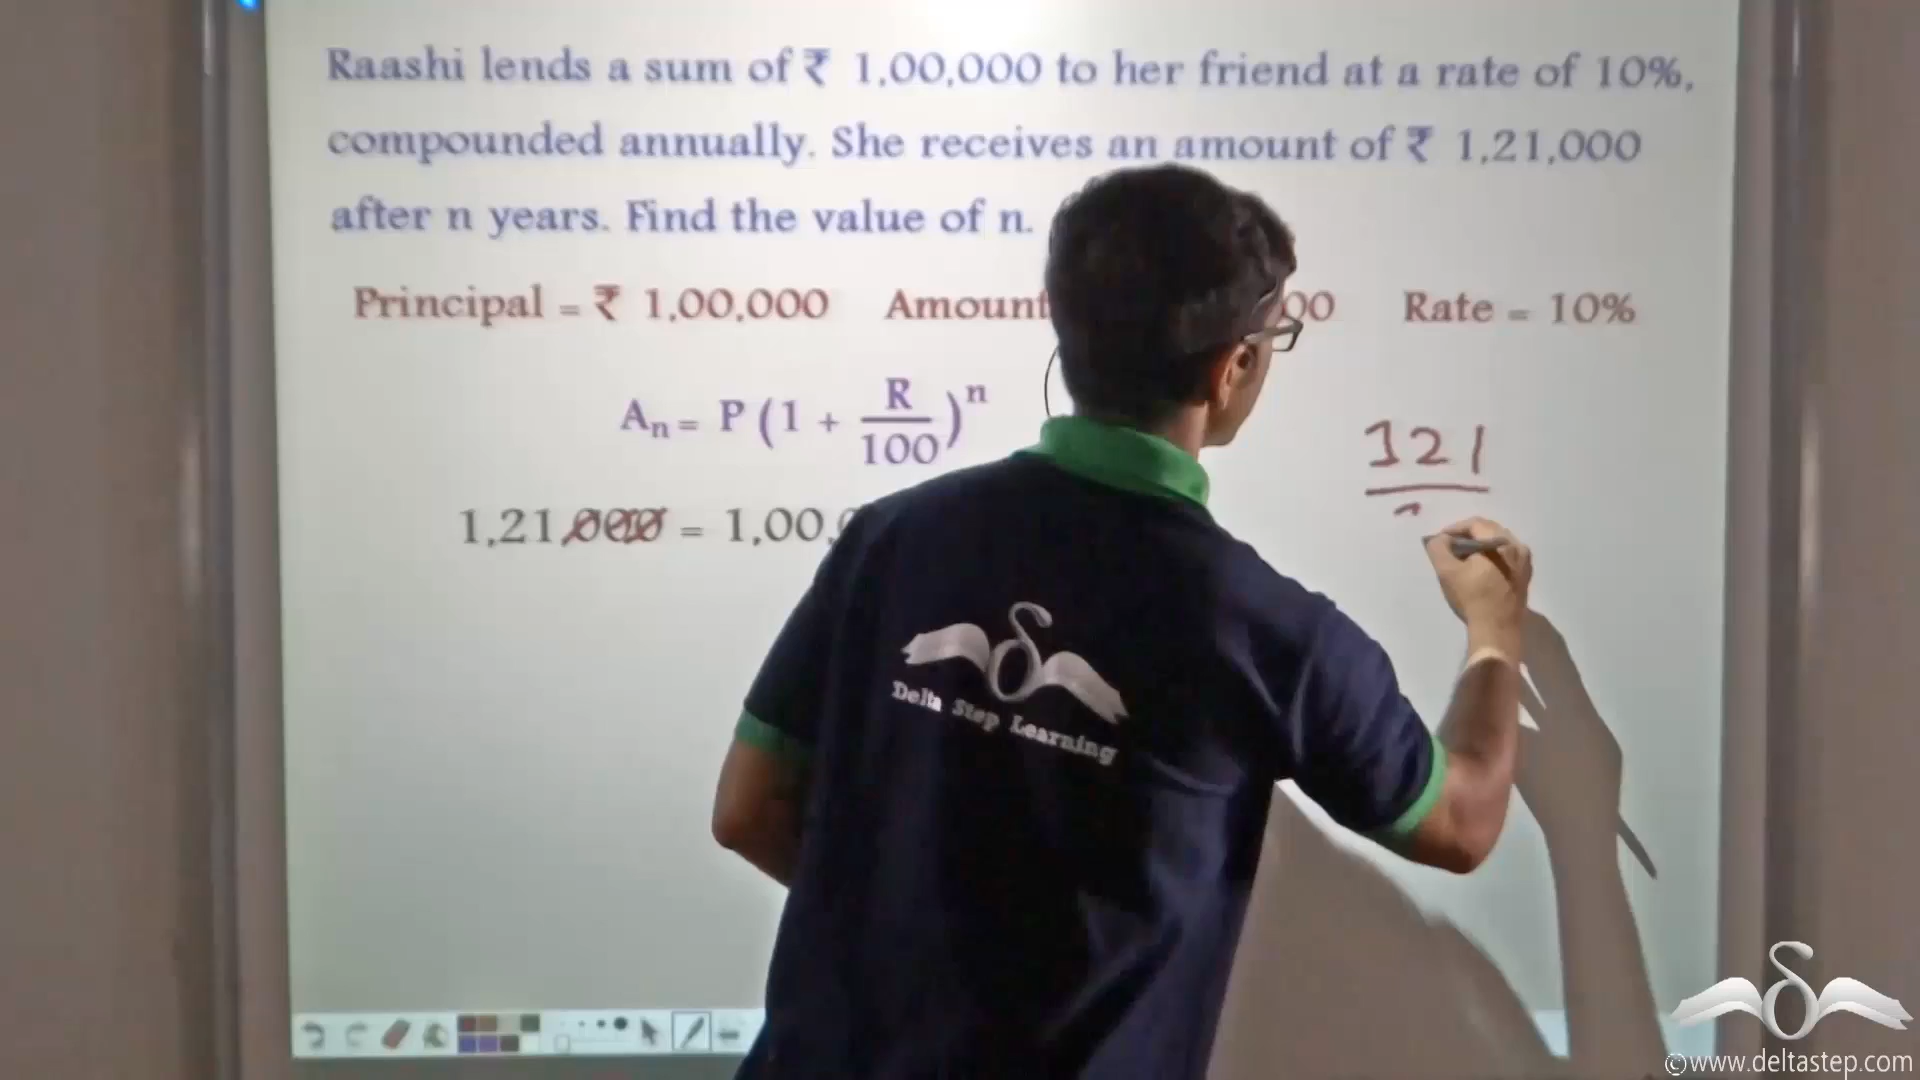 Raashi lends a sum of ₹ 1,00,000 to her friend at a rate of 10%,
compounded annually. She receives an amount of ₹ 1,21,000
after n years. Find the value of n.
Principal = ₹ 1,00,000 Amount 00 Rate = 10%
Aₙ = P (1 + R/100)ⁿ
121
1,21,000 = 1,00,
Delta Step Learning
©www.deltastep.com